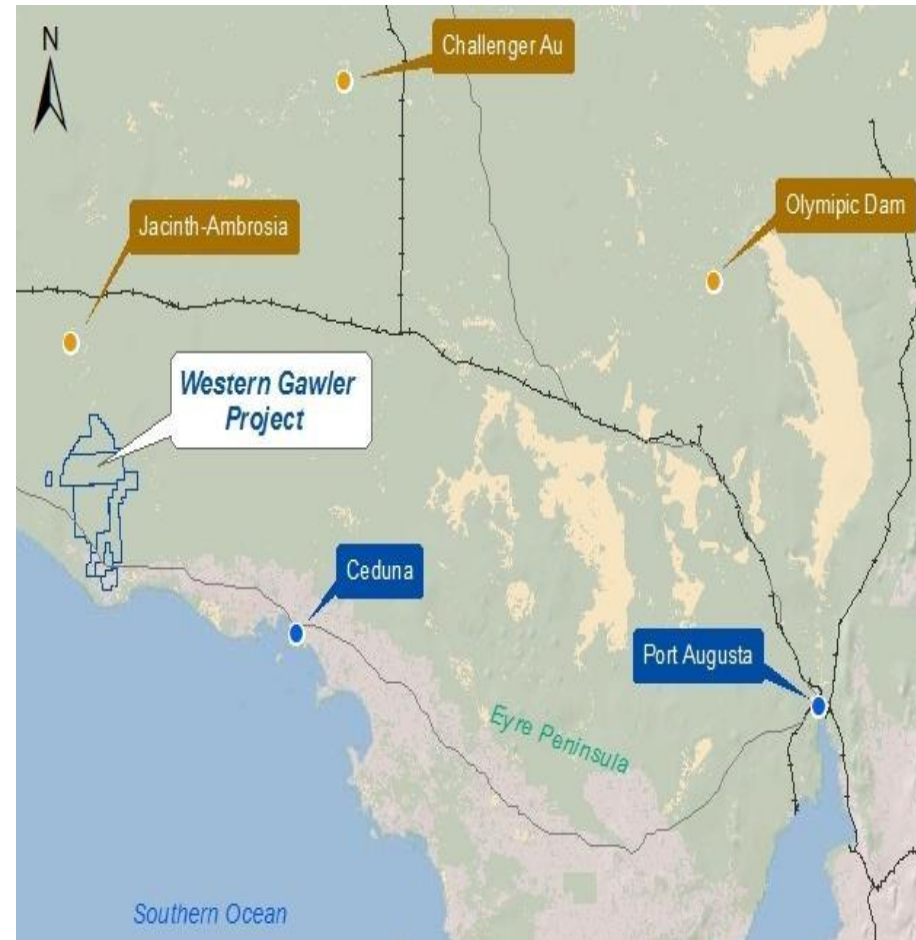 N
Challenger Au
Olymipic Dam
Jacinth-Ambrosia
Western Gawler
Project
Ceduna
Port Augusta
Eyre Peninsula
Southern Ocean